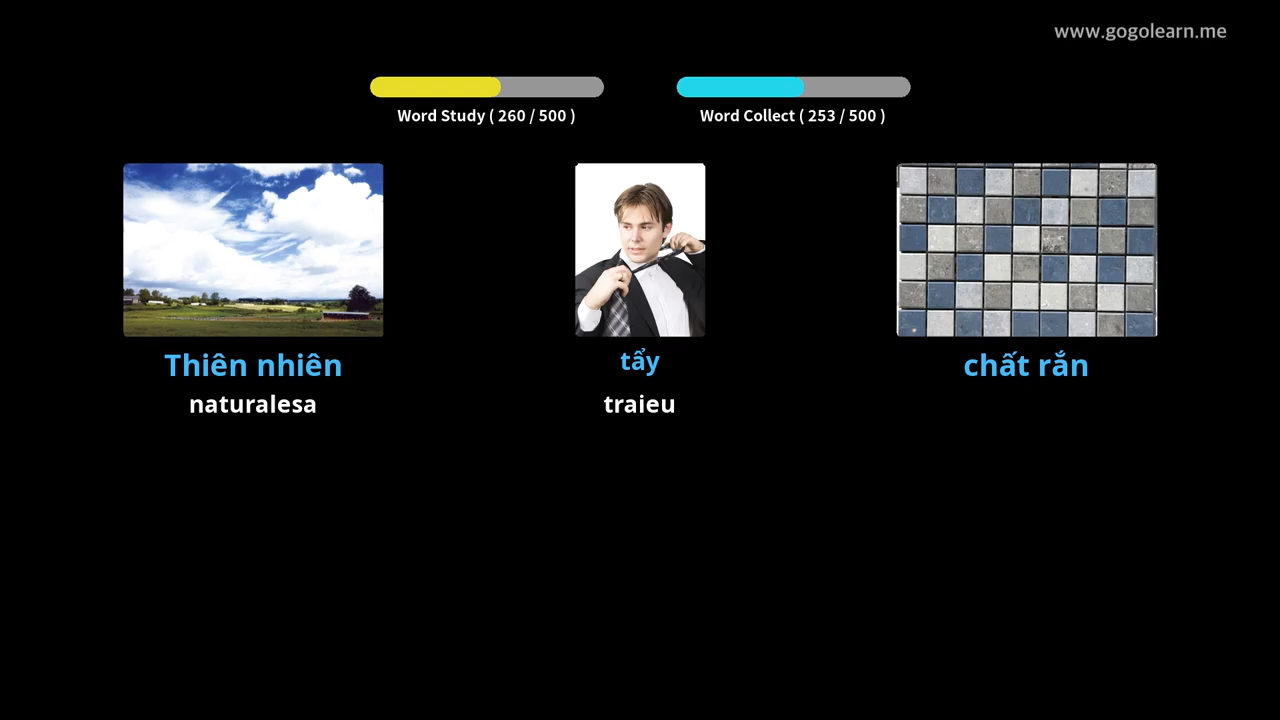 www.gogolearn.me
Word Study ( 260 / 500 )
Word Collect ( 253 / 500 )
Thiên nhiên
tẩy
chất rắn
naturalesa
traieu